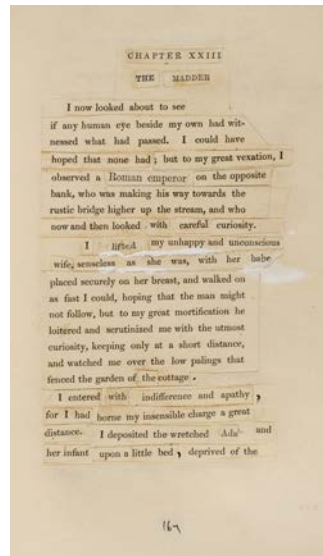 CHAPTER XXIII
THE MADDER
I now looked about to see
if any human eye beside my own had wit-
nessed what had passed. I could have
hoped that none had; but to my great vexation, I
observed a Roman emperor on the opposite
bank, who was making his way towards the
rustic bridge higher up the stream, and who
now and then looked with careful curiosity.
I lifted my unhappy and unconscious
wife, senseless as she was, with her babe
placed securely on her breast, and walked on
as fast I could, hoping that the man might
not follow, but to my great mortification he
loitered and scrutinized me with the utmost
curiosity, keeping only at a short distance,
and watched me over the low palings that
fenced the garden of the cottage.
I entered with indifference and apathy,
for I had borne my insensible charge a great
distance. I deposited the wretched Ada and
her infant upon a little bed, deprived of the
167